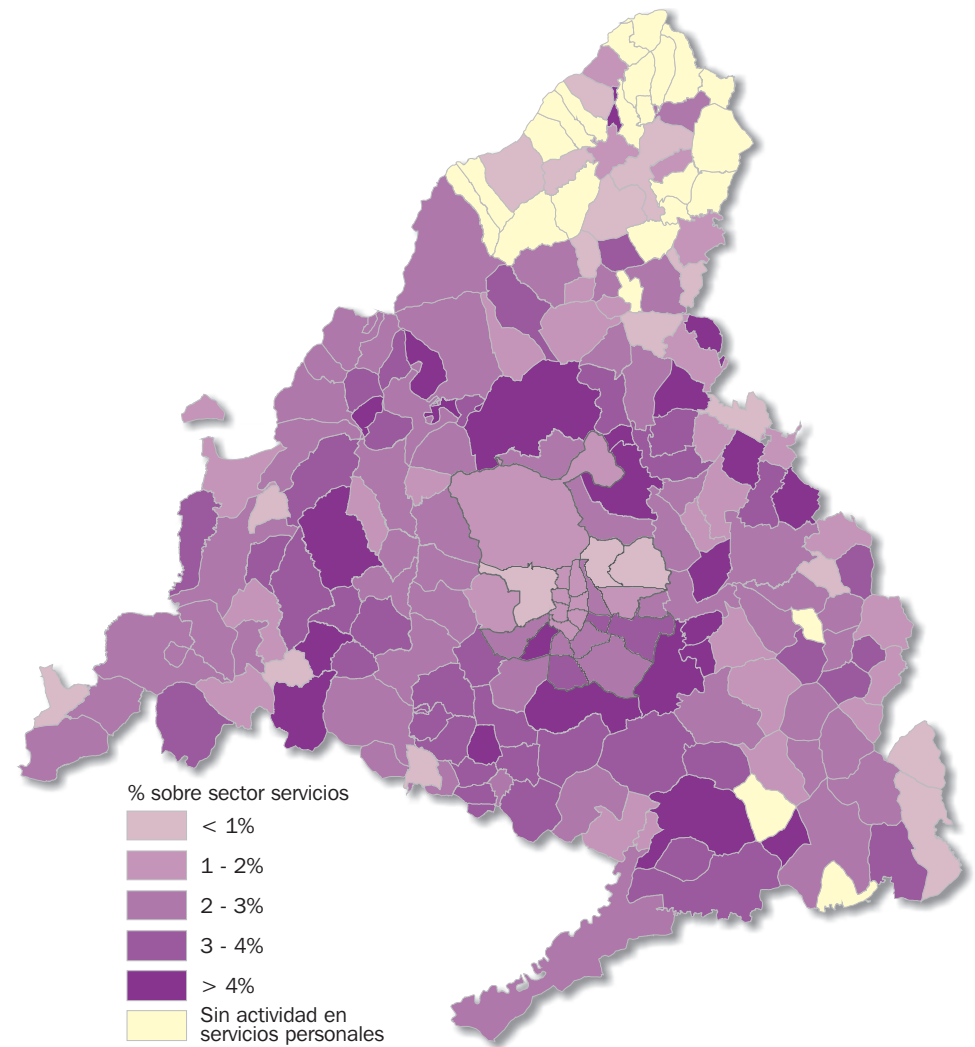 % sobre sector servicios
< 1%
1 - 2%
2 - 3%
3 - 4%
> 4%
Sin actividad en
servicios personales